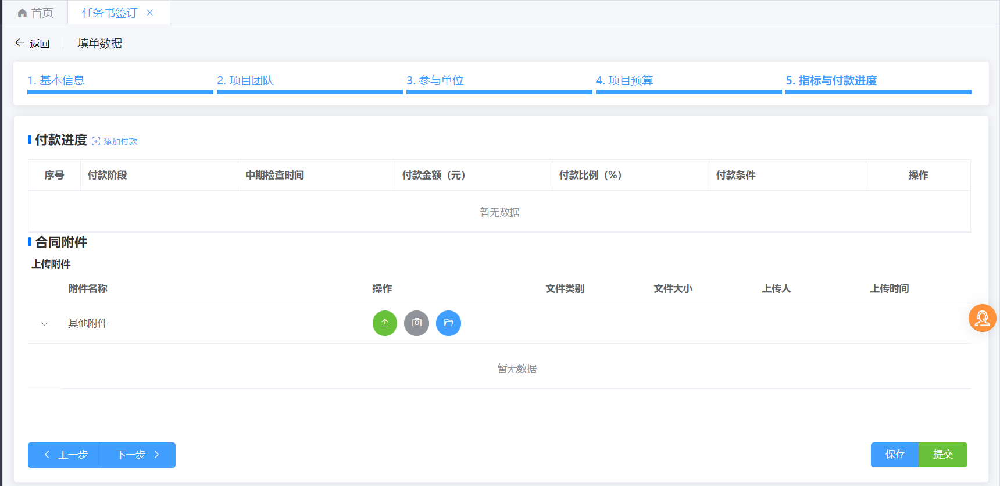 首页 任务书签订
返回 填单数据
1. 基本信息 2. 项目团队 3. 参与单位 4. 项目预算 5. 指标与付款进度
付款进度 添加付款
序号 付款阶段 中期检查时间 付款金额（元） 付款比例（%） 付款条件 操作
暂无数据
合同附件
上传附件
附件名称 操作 文件类别 文件大小 上传人 上传时间
其他附件
暂无数据
上一步 下一步 保存 提交